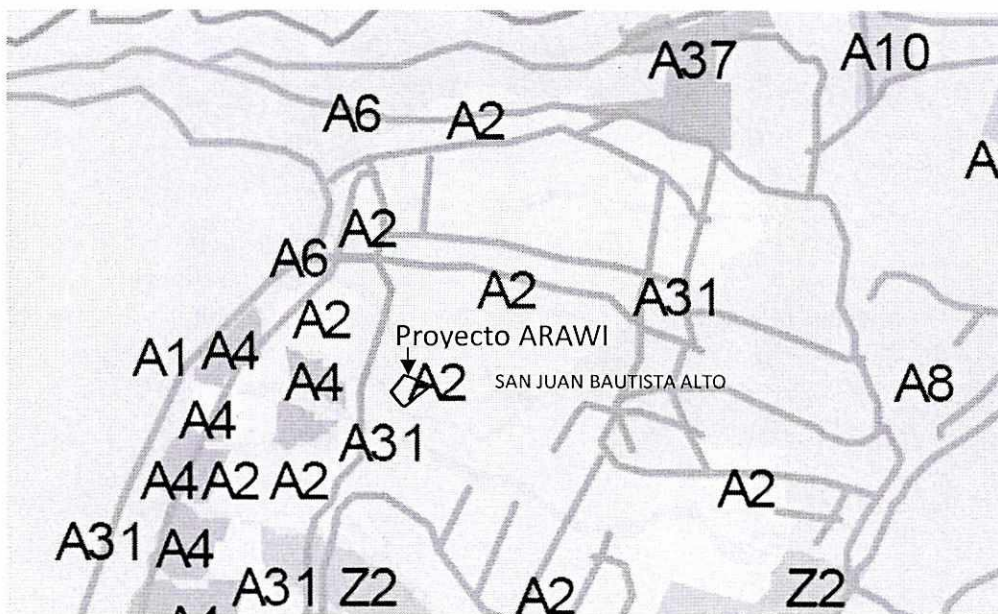 A37 A10
A6 A2
A
A2
A6
A2 A31
A2
Proyecto ARAWI
A1 A4
A4 A2 SAN JUAN BAUTISTA ALTO A8
A4
A31
A4 A2 A2 A2
A31 A4
A31 Z2 A2 Z2